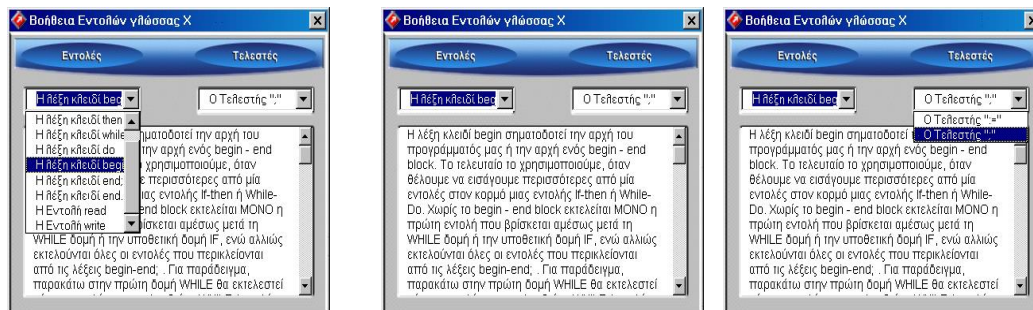 Βοήθεια Εντολών γλώσσας X
Εντολές Τελεστές
Η λέξη κλειδί beg Ο Τελεστής ";"
Η λέξη κλειδί then
Η λέξη κλειδί while
Η λέξη κλειδί do
Η λέξη κλειδί begi
Η λέξη κλειδί end;
Η λέξη κλειδί end.
Η Εντολή read
Η Εντολή write
ηματοδοτεί την αρχή του
την αρχή ενός begin - end
χρησιμοποιούμε, όταν
ε περισσότερες από μία
ιας εντολής If-then ή While-
end block εκτελείται ΜΟΝΟ η
ίσκεται αμέσως μετά τη
WHILE δομή ή την υποθετική δομή IF, ενώ αλλιώς
εκτελούνται όλες οι εντολές που περικλείονται
από τις λέξεις begin-end; . Για παράδειγμα,
παρακάτω στην πρώτη δομή WHILE θα εκτελεστεί
Βοήθεια Εντολών γλώσσας X
Εντολές Τελεστές
Η λέξη κλειδί beg Ο Τελεστής ";"
Η λέξη κλειδί begin σηματοδοτεί την αρχή του
προγράμματός μας ή την αρχή ενός begin - end
block. Το τελευταίο το χρησιμοποιούμε, όταν
θέλουμε να εισάγουμε περισσότερες από μία
εντολές στον κορμό μιας εντολής If-then ή While-
Do. Χωρίς το begin - end block εκτελείται ΜΟΝΟ η
πρώτη εντολή που βρίσκεται αμέσως μετά τη
WHILE δομή ή την υποθετική δομή IF, ενώ αλλιώς
εκτελούνται όλες οι εντολές που περικλείονται
από τις λέξεις begin-end; . Για παράδειγμα,
παρακάτω στην πρώτη δομή WHILE θα εκτελεστεί
Βοήθεια Εντολών γλώσσας X
Εντολές Τελεστές
Η λέξη κλειδί beg Ο Τελεστής ";"
Ο Τελεστής ":="
Ο Τελεστής ";"
Η λέξη κλειδί begin σηματοδοτεί
προγράμματός μας ή την αρχή ενός begin - end
block. Το τελευταίο το χρησιμοποιούμε, όταν
θέλουμε να εισάγουμε περισσότερες από μία
εντολές στον κορμό μιας εντολής If-then ή While-
Do. Χωρίς το begin - end block εκτελείται ΜΟΝΟ η
πρώτη εντολή που βρίσκεται αμέσως μετά τη
WHILE δομή ή την υποθετική δομή IF, ενώ αλλιώς
εκτελούνται όλες οι εντολές που περικλείονται
από τις λέξεις begin-end; . Για παράδειγμα,
παρακάτω στην πρώτη δομή WHILE θα εκτελεστεί